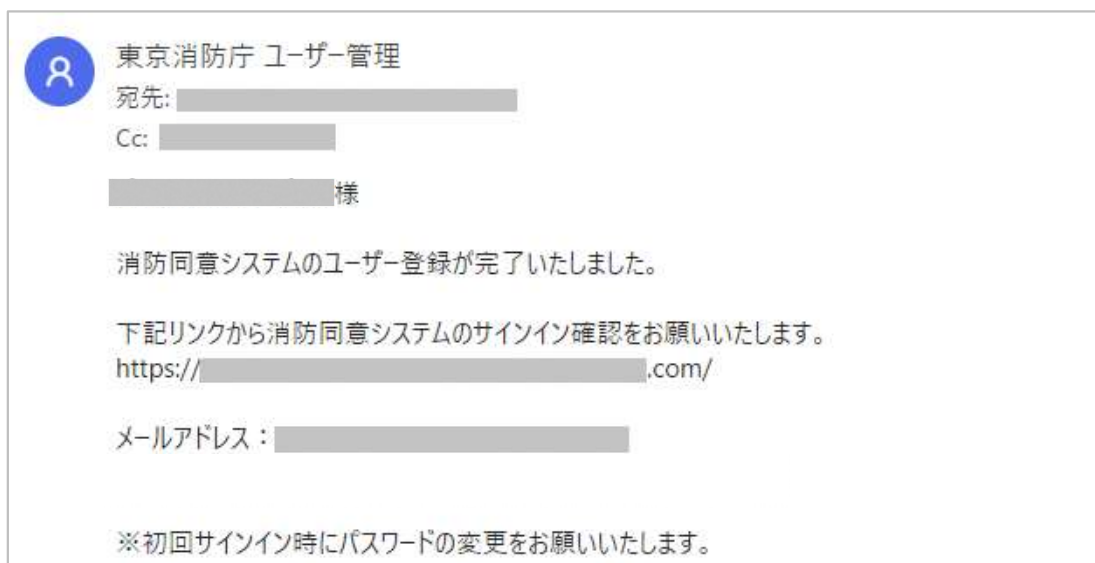 東京消防庁 ユーザー管理
宛先:
Cc:
様
消防同意システムのユーザー登録が完了いたしました。
下記リンクから消防同意システムのサインイン確認をお願いいたします。
https:// .com/
メールアドレス：
※初回サインイン時にパスワードの変更をお願いいたします。